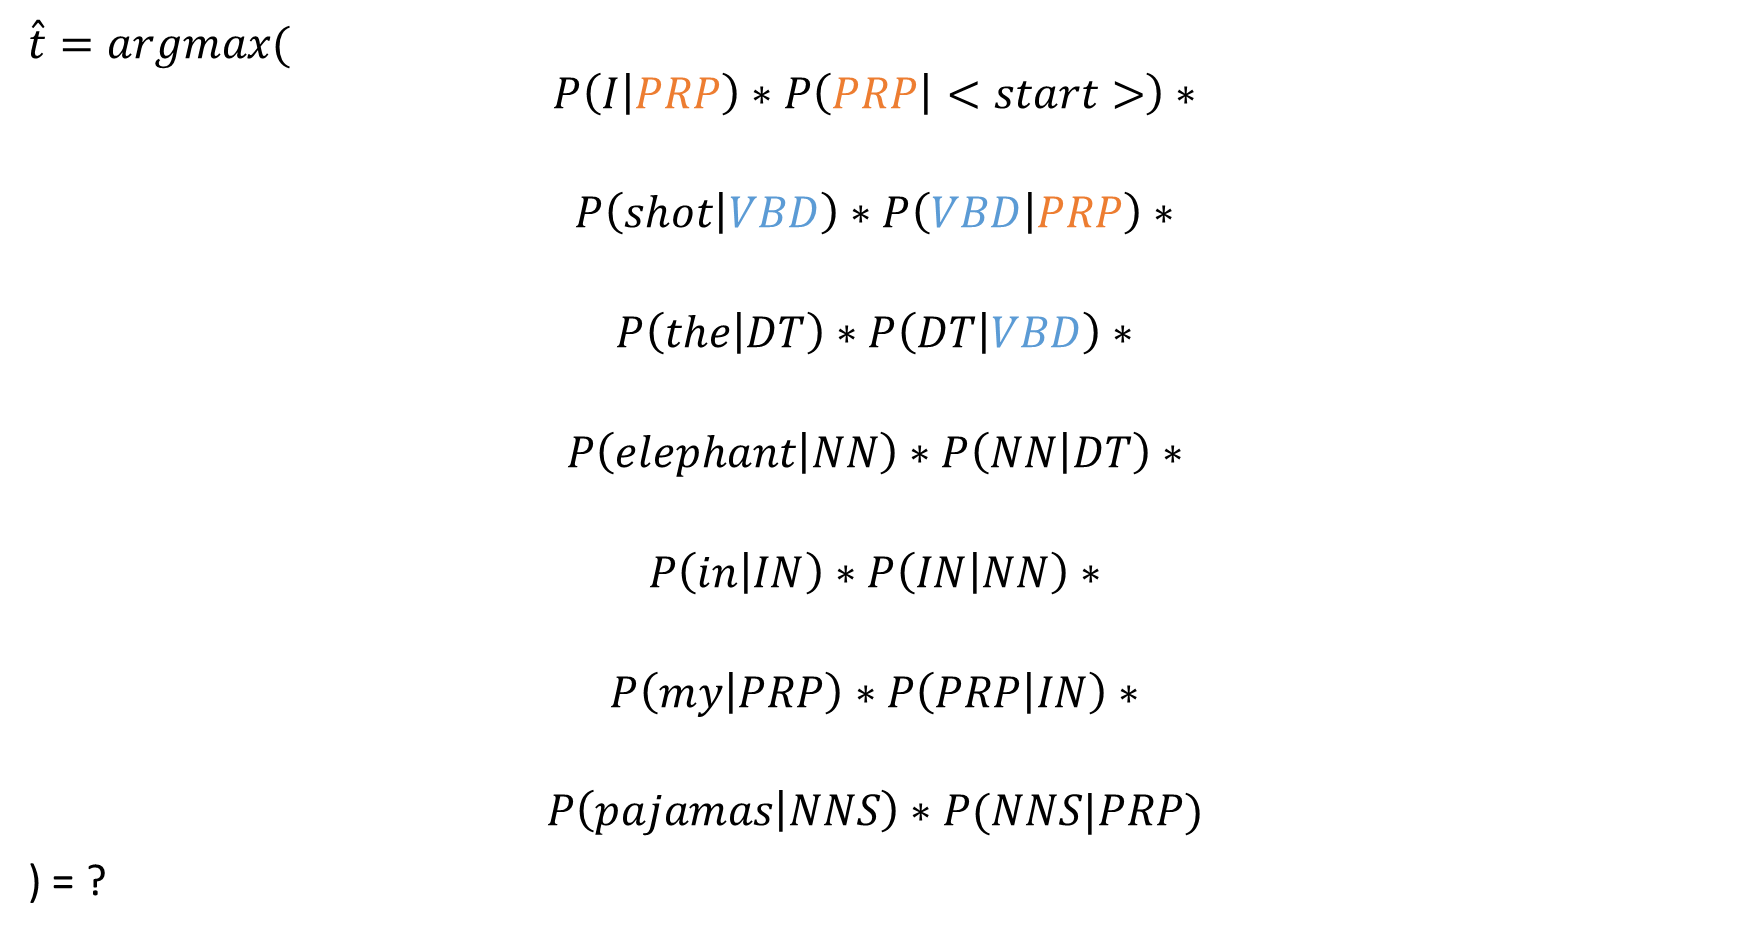 t̂ = argmax(
P(I|PRP) ∗ P(PRP| < start >) ∗
P(shot|VBD) ∗ P(VBD|PRP) ∗
P(the|DT) ∗ P(DT|VBD) ∗
P(elephant|NN) ∗ P(NN|DT) ∗
P(in|IN) ∗ P(IN|NN) ∗
P(my|PRP) ∗ P(PRP|IN) ∗
P(pajamas|NNS) ∗ P(NNS|PRP)
) = ?